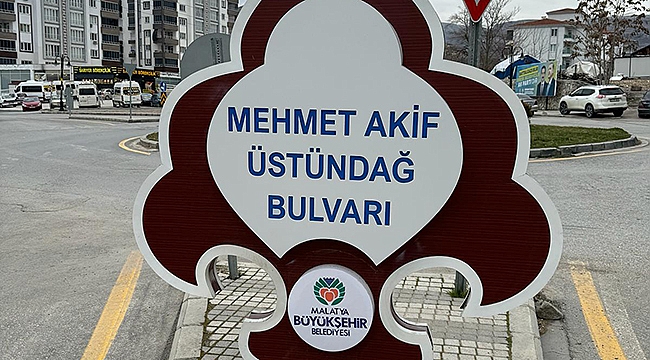 MEHMET AKİF
ÜSTÜNDAĞ
BULVARI
MALATYA
BÜYÜKŞEHİR
BELEDİYESİ